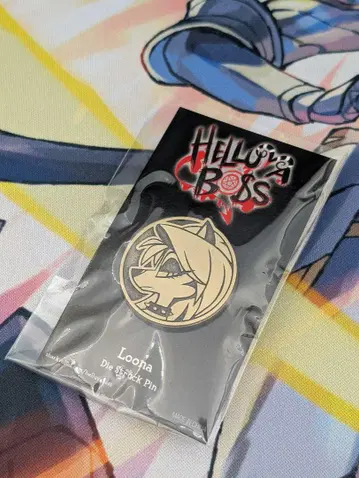 HELLUVA
BOSS
Loona
Die Struck Pin